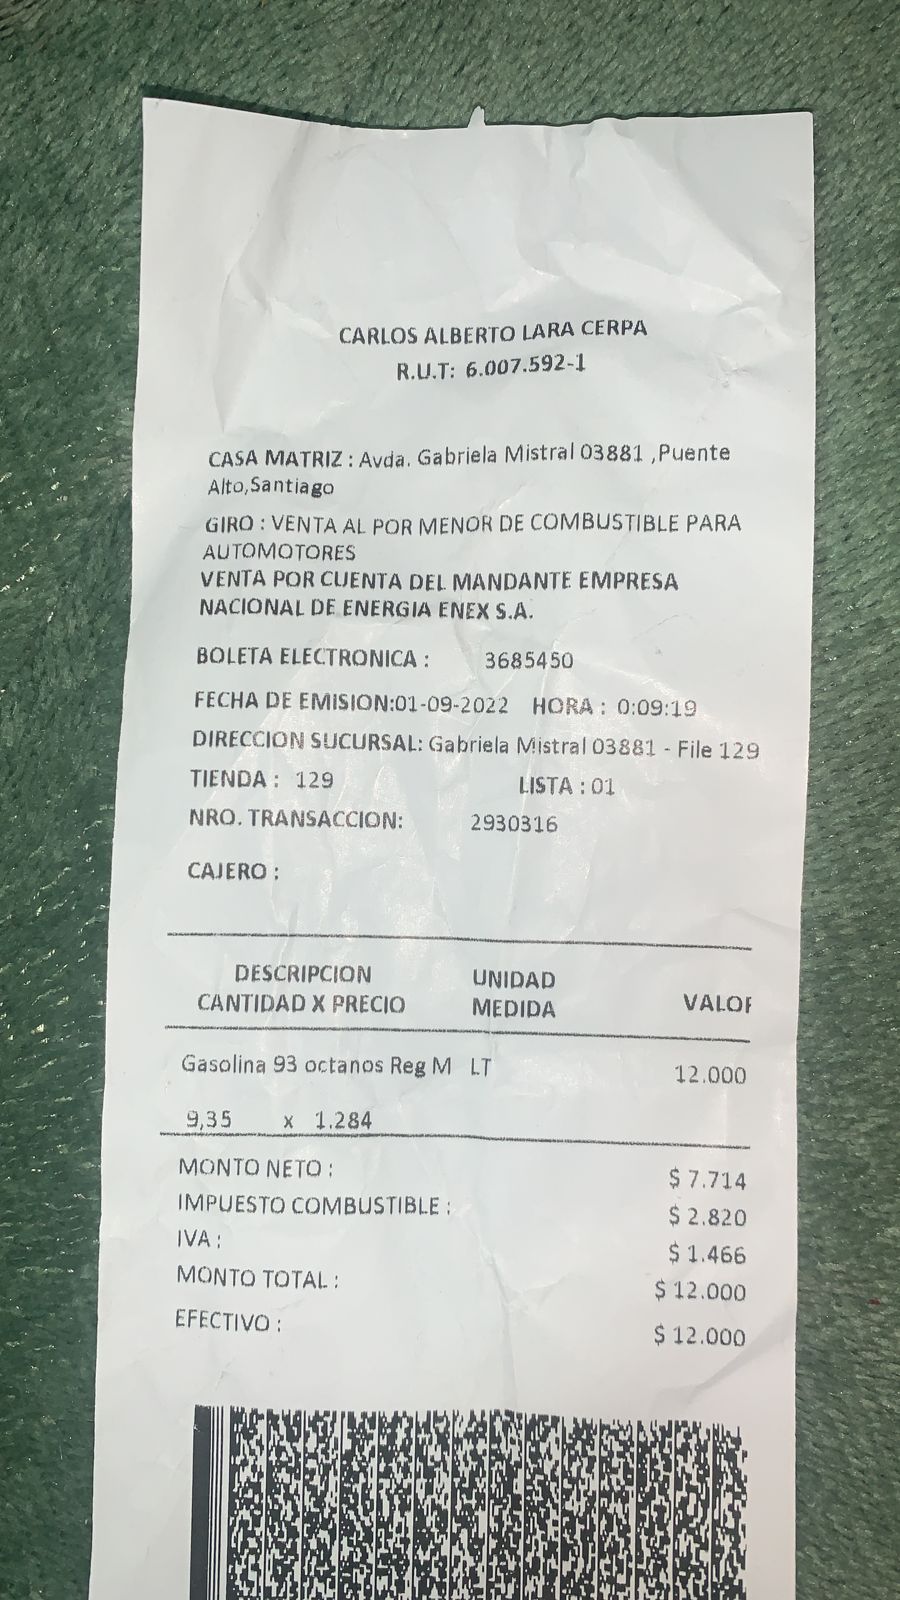 CARLOS ALBERTO LARA CERPA
R.U.T: 6.007.592-1
CASA MATRIZ : Avda. Gabriela Mistral 03881 ,Puente
Alto,Santiago
GIRO : VENTA AL POR MENOR DE COMBUSTIBLE PARA
AUTOMOTORES
VENTA POR CUENTA DEL MANDANTE EMPRESA
NACIONAL DE ENERGIA ENEX S.A.
BOLETA ELECTRONICA : 3685450
FECHA DE EMISION:01-09-2022 HORA : 0:09:19
DIRECCION SUCURSAL: Gabriela Mistral 03881 - File 129
TIENDA : 129 LISTA : 01
NRO. TRANSACCION: 2930316
CAJERO :
DESCRIPCION UNIDAD
CANTIDAD X PRECIO MEDIDA VALOR
Gasolina 93 octanos Reg M LT 12.000
9,35 x 1.284
MONTO NETO : $ 7.714
IMPUESTO COMBUSTIBLE : $ 2.820
IVA : $ 1.466
MONTO TOTAL : $ 12.000
EFECTIVO : $ 12.000